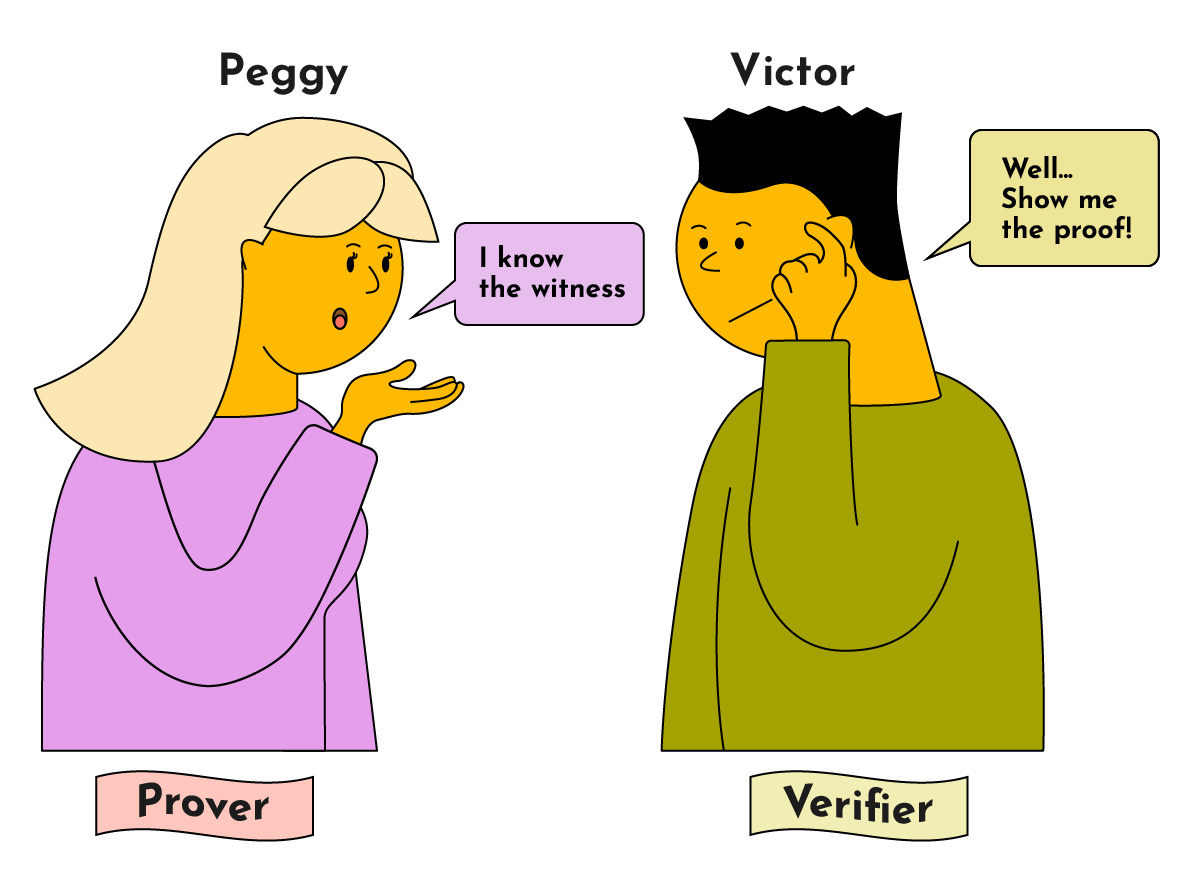 Peggy
Victor
I know
the witness
Well...
Show me
the proof!
Prover
Verifier